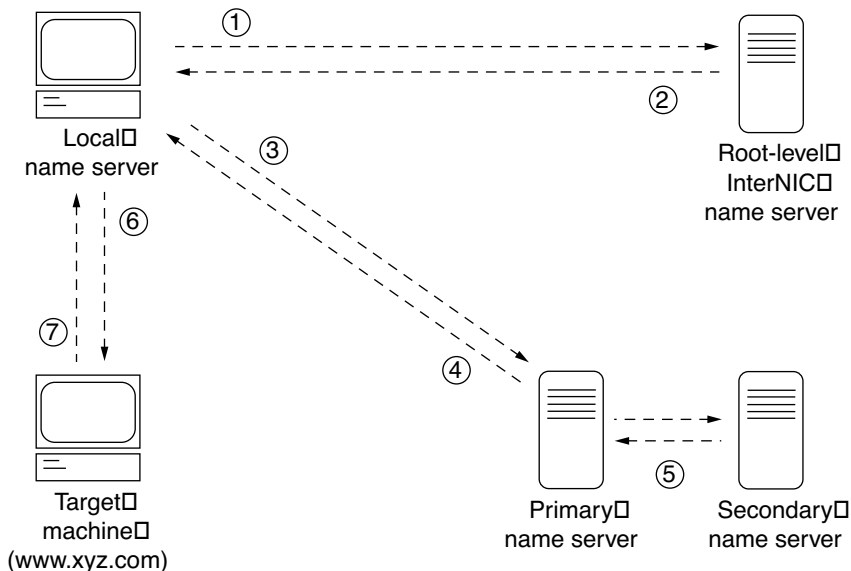 ①
②
Local
name server
③
Root-level
InterNIC
name server
⑥
⑦
④
⑤
Target
machine
(www.xyz.com)
Primary
name server
Secondary
name server